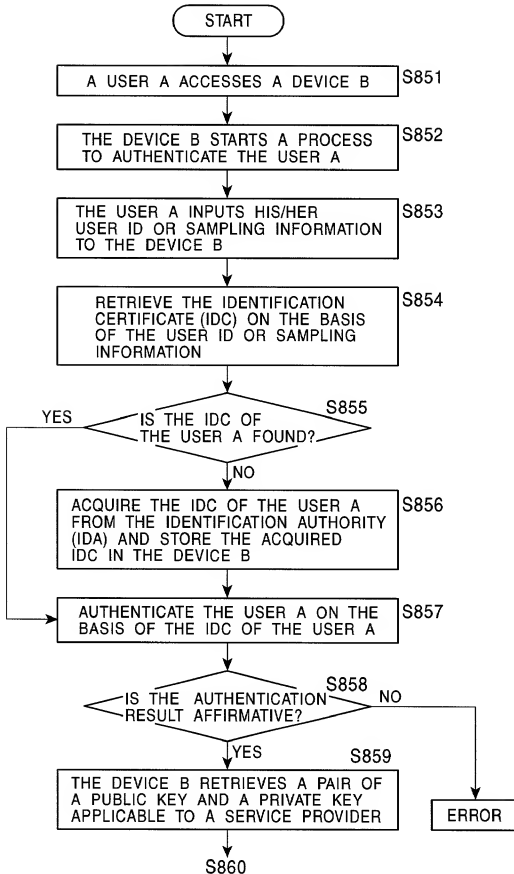 START
A USER A ACCESSES A DEVICE B
S851
THE DEVICE B STARTS A PROCESS
TO AUTHENTICATE THE USER A
S852
THE USER A INPUTS HIS/HER
USER ID OR SAMPLING INFORMATION
TO THE DEVICE B
S853
RETRIEVE THE IDENTIFICATION
CERTIFICATE (IDC) ON THE BASIS
OF THE USER ID OR SAMPLING
INFORMATION
S854
S855
YES
IS THE IDC OF
THE USER A FOUND?
NO
ACQUIRE THE IDC OF THE USER A
FROM THE IDENTIFICATION AUTHORITY
(IDA) AND STORE THE ACQUIRED
IDC IN THE DEVICE B
S856
AUTHENTICATE THE USER A ON THE
BASIS OF THE IDC OF THE USER A
S857
S858
IS THE AUTHENTICATION
RESULT AFFIRMATIVE?
NO
YES
S859
THE DEVICE B RETRIEVES A PAIR OF
A PUBLIC KEY AND A PRIVATE KEY
APPLICABLE TO A SERVICE PROVIDER
ERROR
S860